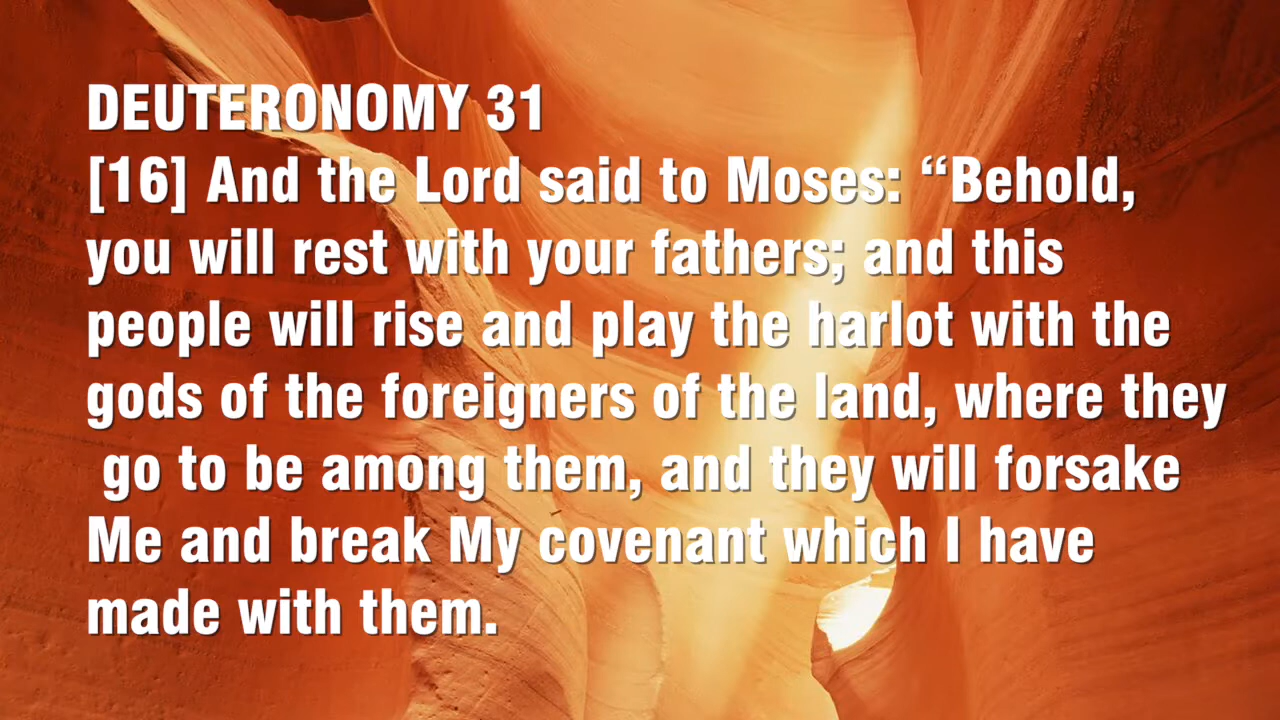 DEUTERONOMY 31
[16] And the Lord said to Moses: “Behold,
you will rest with your fathers; and this
people will rise and play the harlot with the
gods of the foreigners of the land, where they
go to be among them, and they will forsake
Me and break My covenant which I have
made with them.